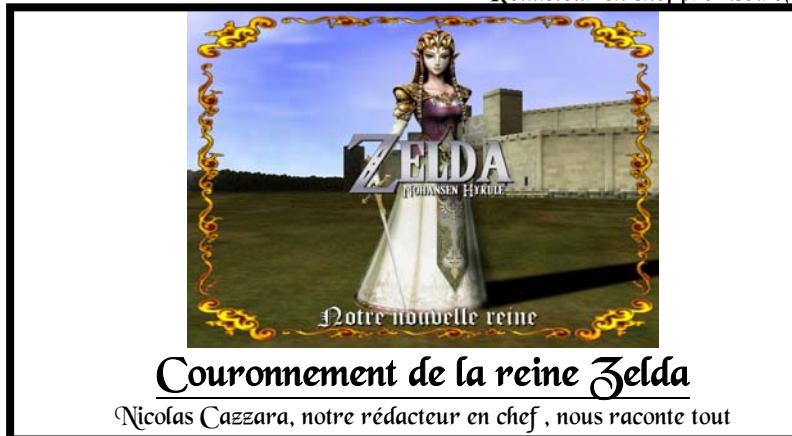 ZELDA
NOHANSEN HYRULE
Notre nouvelle reine
Couronnement de la reine Zelda
Nicolas Cazzara, notre rédacteur en chef , nous raconte tout